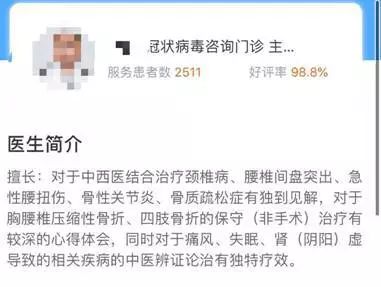 冠状病毒咨询门诊 主...
服务患者数 2511 好评率 98.8%
医生简介
擅长：对于中西医结合治疗颈椎病、腰椎间盘突出、急
性腰扭伤、骨性关节炎、骨质疏松症有独到见解，对于
胸腰椎压缩性骨折、四肢骨折的保守（非手术）治疗有
较深的心得体会，同时对于痛风、失眠、肾（阴阳）虚
导致的相关疾病的中医辨证论治有独特疗效。